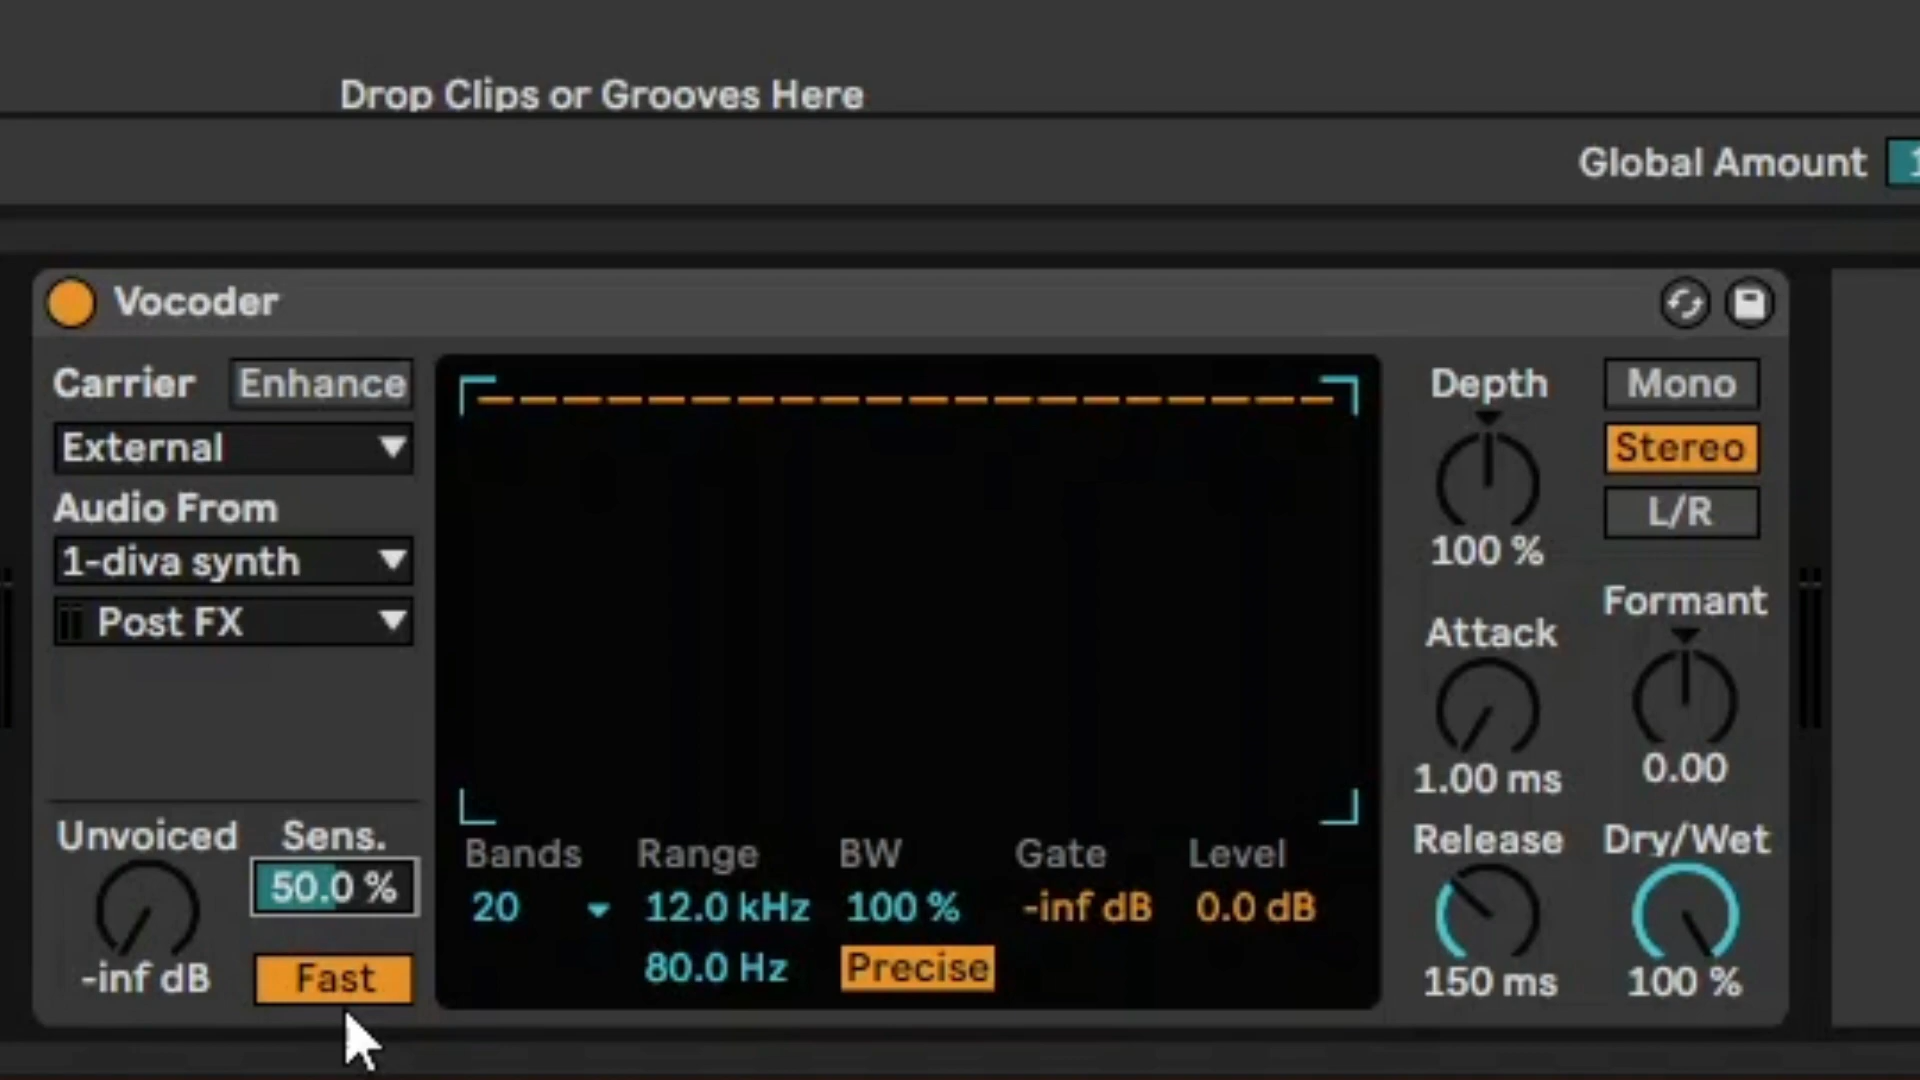 Drop Clips or Grooves Here
Global Amount
Vocoder
Carrier Enhance
External
Audio From
1-diva synth
Post FX
Unvoiced Sens.
50.0 %
-inf dB Fast
Bands Range BW Gate Level
20 12.0 kHz 100 % -inf dB 0.0 dB
80.0 Hz Precise
Depth Mono
Stereo
L/R
100 %
Formant
Attack
0.00
1.00 ms
Release Dry/Wet
150 ms 100 %